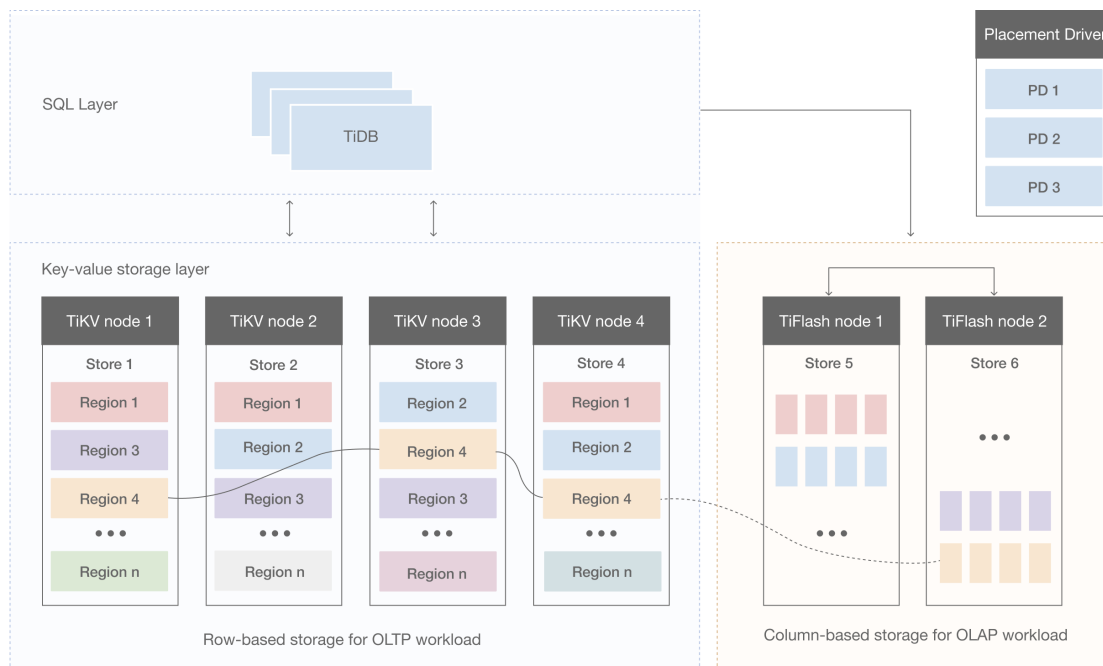 SQL Layer
TiDB
Placement Driver
PD 1
PD 2
PD 3
Key-value storage layer
TiKV node 1
Store 1
Region 1
Region 3
Region 4
•••
Region n
TiKV node 2
Store 2
Region 1
Region 2
Region 3
•••
Region n
TiKV node 3
Store 3
Region 2
Region 4
Region 3
•••
Region n
TiKV node 4
Store 4
Region 1
Region 2
Region 4
•••
Region n
Row-based storage for OLTP workload
TiFlash node 1
Store 5
•••
TiFlash node 2
Store 6
•••
Column-based storage for OLAP workload